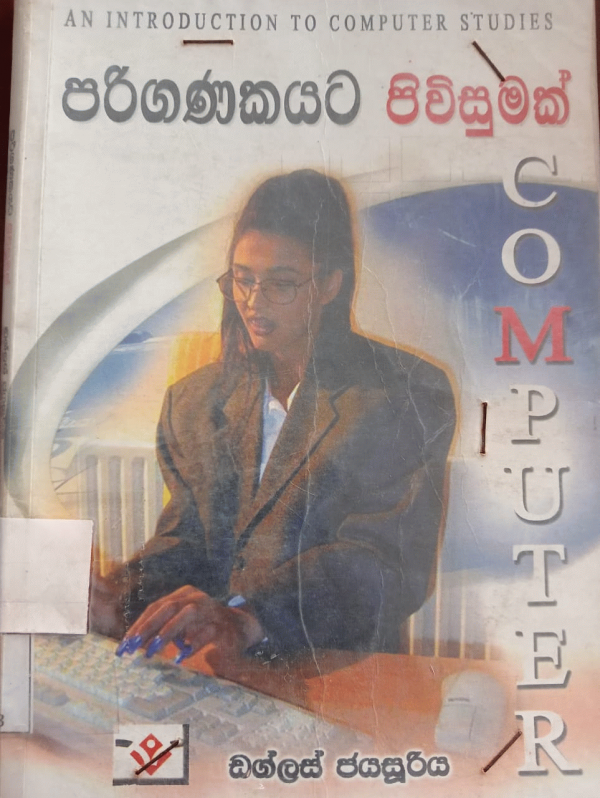 AN INTRODUCTION TO COMPUTER STUDIES
පරිගණකයට පිවිසුමක්
COMPUTER
ඩග්ලස් ජයසූරිය